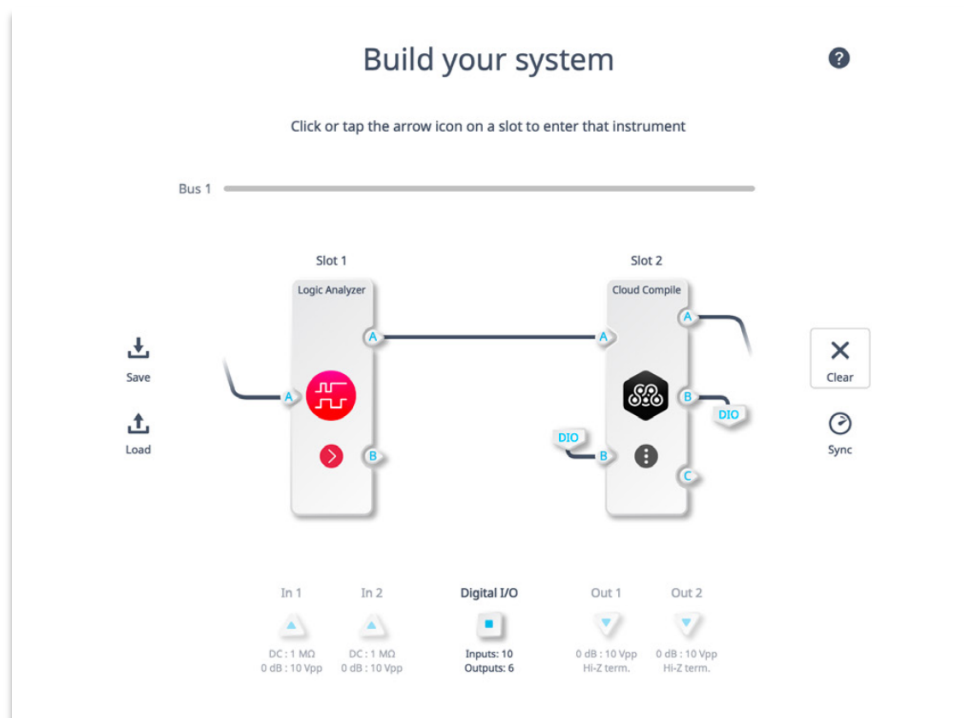 Build your system
?
Click or tap the arrow icon on a slot to enter that instrument
Bus 1
Slot 1
Slot 2
Logic Analyzer
Cloud Compile
A
A
A
A
B
B
B
C
DIO
DIO
Save
Load
Clear
Sync
In 1
In 2
Digital I/O
Out 1
Out 2
DC : 1 MΩ
0 dB : 10 Vpp
DC : 1 MΩ
0 dB : 10 Vpp
Inputs: 10
Outputs: 6
0 dB : 10 Vpp
Hi-Z term.
0 dB : 10 Vpp
Hi-Z term.